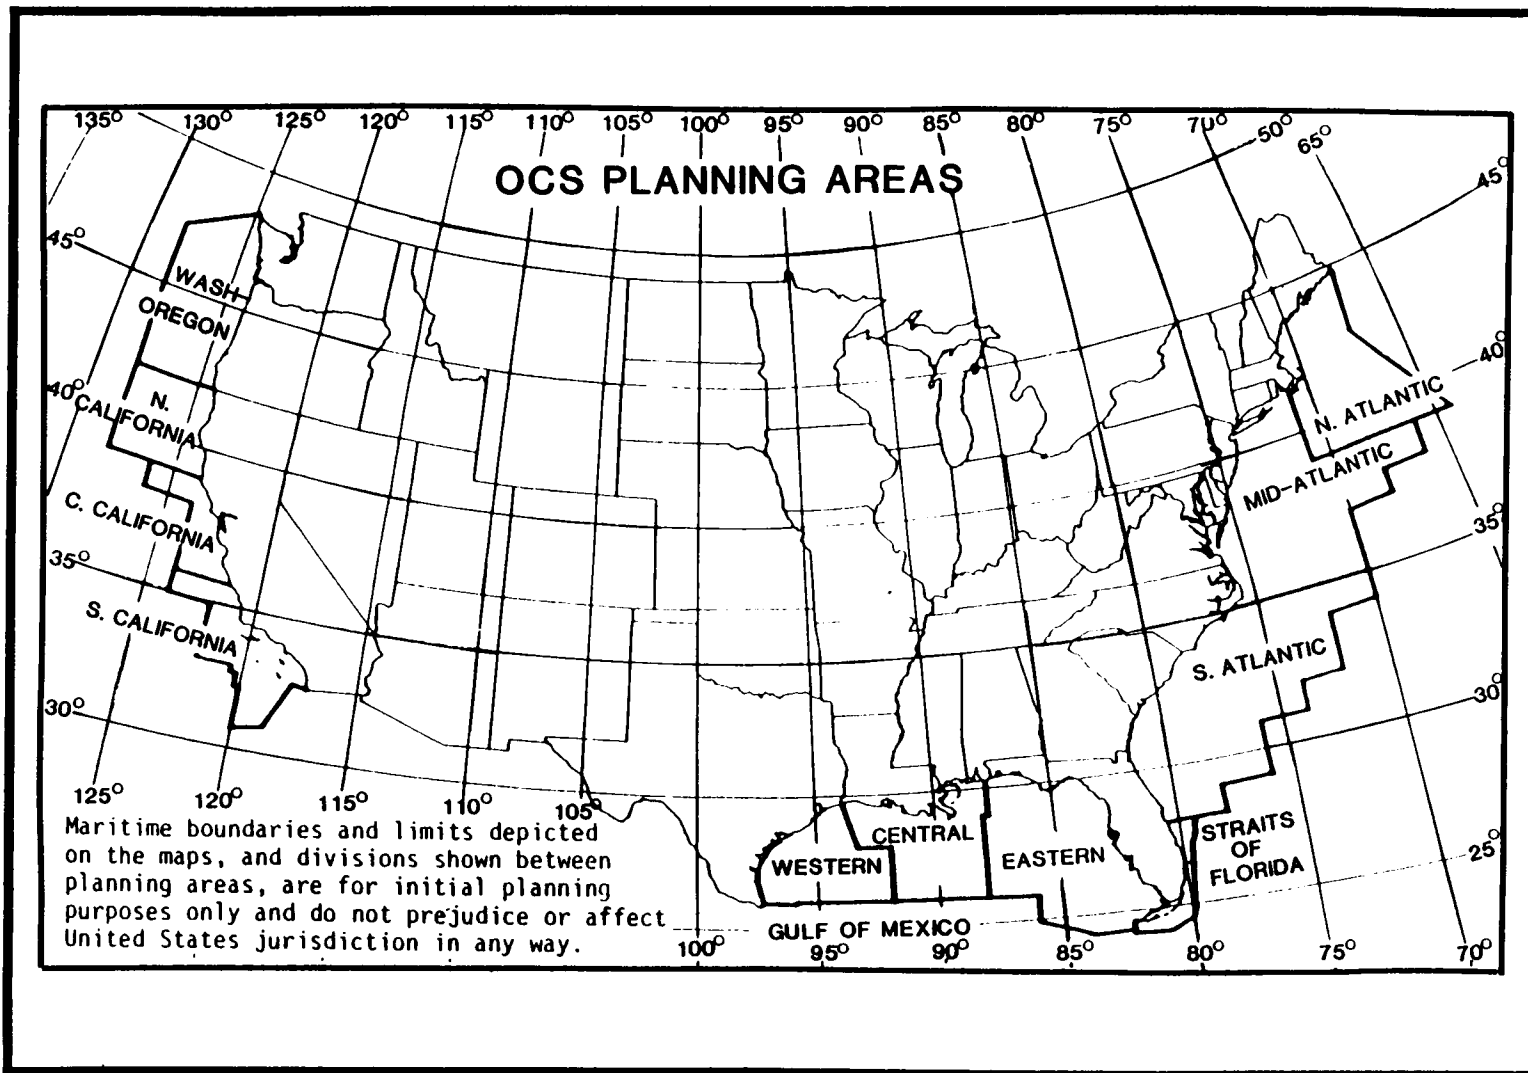 135° 130° 125° 120° 115° 110° 105° 100° 95° 90° 85° 80° 75° 70° 50° 65°
OCS PLANNING AREAS
45°
45°
WASH
OREGON
40°
40°
N.
CALIFORNIA
N. ATLANTIC
MID-ATLANTIC
C. CALIFORNIA
35°
35°
S. CALIFORNIA
S. ATLANTIC
30°
30°
125° 120° 115° 110° 105°
Maritime boundaries and limits depicted
on the maps, and divisions shown between
planning areas, are for initial planning
purposes only and do not prejudice or affect
United States jurisdiction in any way.
WESTERN
CENTRAL
EASTERN
STRAITS
OF
FLORIDA
25°
GULF OF MEXICO
100° 95° 90° 85° 80° 75° 70°